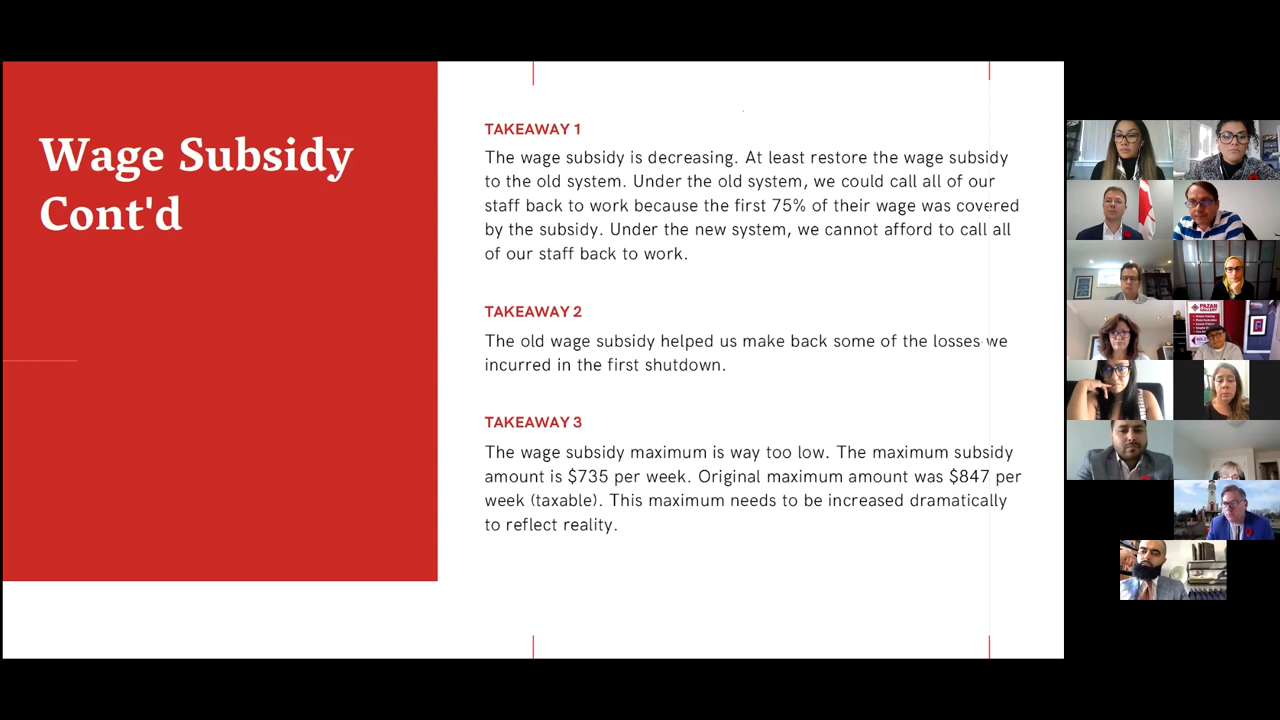 Wage Subsidy
Cont'd
TAKEAWAY 1
The wage subsidy is decreasing. At least restore the wage subsidy
to the old system. Under the old system, we could call all of our
staff back to work because the first 75% of their wage was covered
by the subsidy. Under the new system, we cannot afford to call all
of our staff back to work.
TAKEAWAY 2
The old wage subsidy helped us make back some of the losses we
incurred in the first shutdown.
TAKEAWAY 3
The wage subsidy maximum is way too low. The maximum subsidy
amount is $735 per week. Original maximum amount was $847 per
week (taxable). This maximum needs to be increased dramatically
to reflect reality.
PAZAN
GALLERY